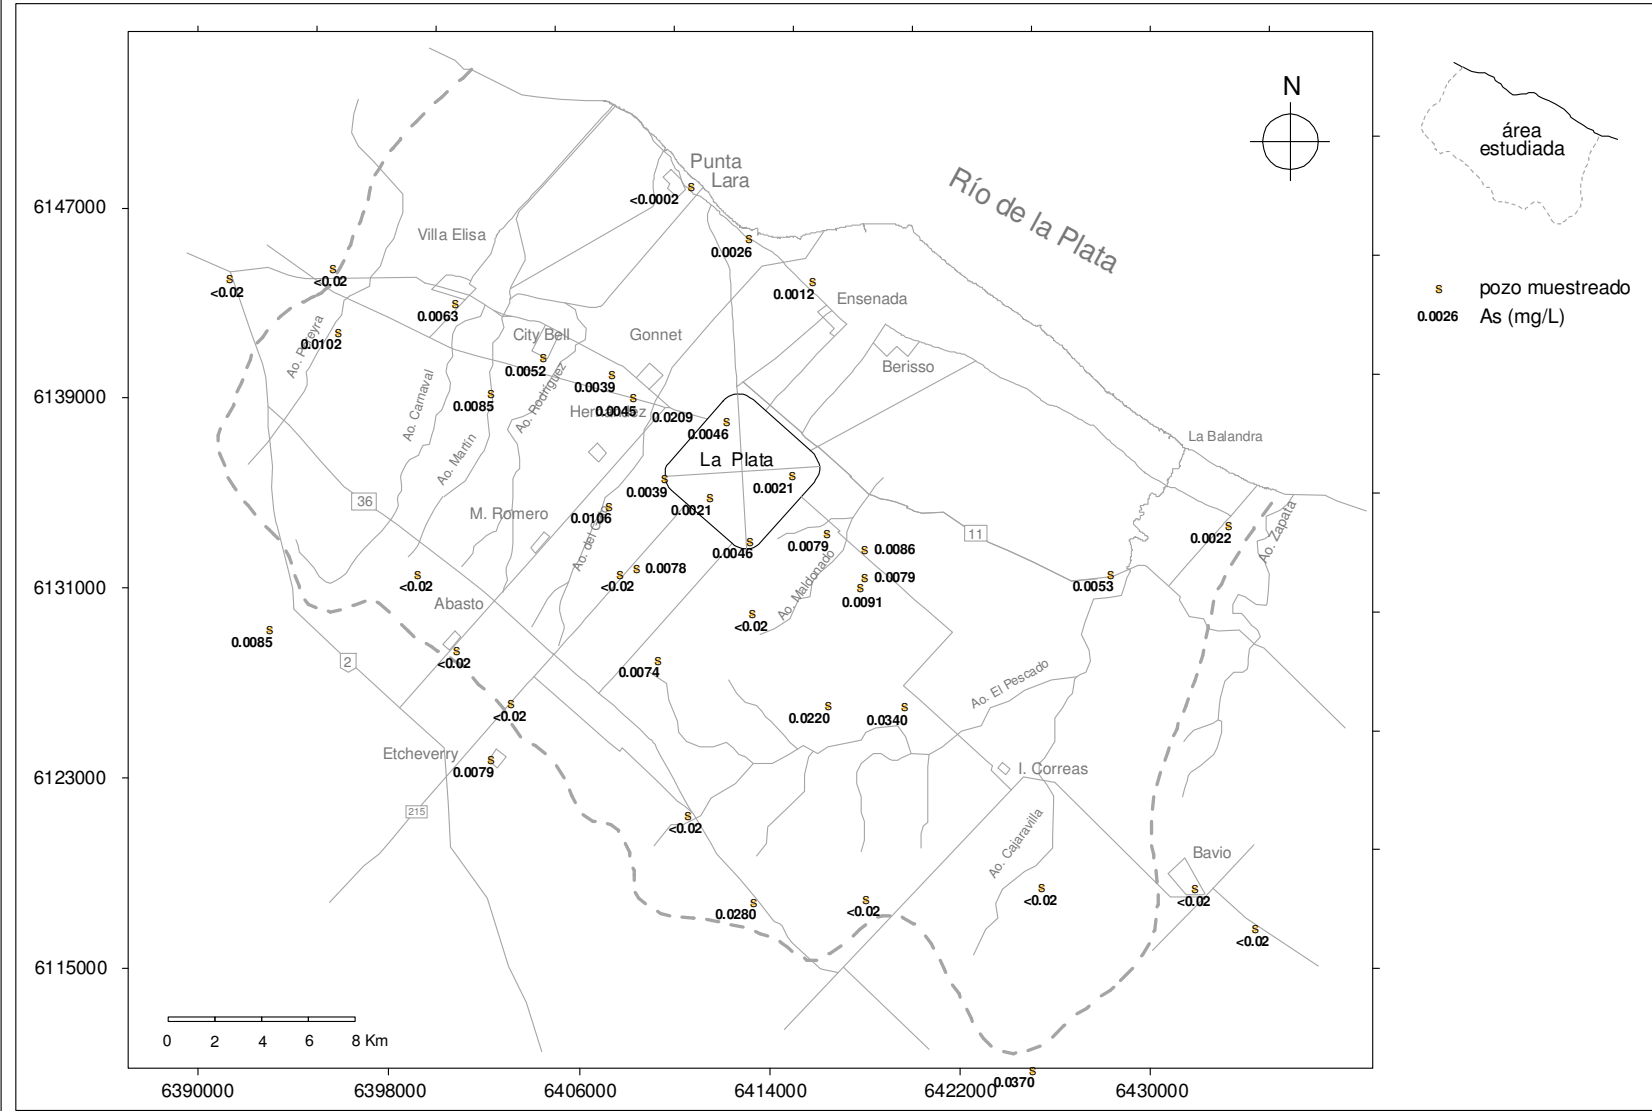 N
área
estudiada
Punta
Lara
Río de la Plata
<0.0002
6147000
Villa Elisa
0.0026
<0.02
<0.02
0.0012
Ensenada
s pozo muestreado
0.0026 As (mg/L)
0.0063
City Bell
Gonnet
0.0102
Ao. Pereyra
0.0052
Berisso
0.0039
6139000
0.0085
Ao. Carnaval
Ao. Rodríguez
Hernández
0.0045
0.0209
0.0046
La Balandra
Ao. Martín
La Plata
36
0.0039
0.0021
0.0021
M. Romero
0.0106
Ao. del Gato
11
0.0022
Ao. Zapata
0.0046
0.0079
0.0086
0.0078
0.0079
6131000
<0.02
<0.02
Ao. Maldonado
0.0091
0.0053
Abasto
<0.02
0.0085
2
<0.02
0.0074
Ao. El Pescado
<0.02
0.0220
0.0340
Etcheverry
0.0079
6123000
I. Correas
215
<0.02
Ao. Cajaravilla
Bavio
<0.02
<0.02
0.0280
<0.02
<0.02
6115000
0 2 4 6 8 Km
0.0370
6390000 6398000 6406000 6414000 6422000 6430000